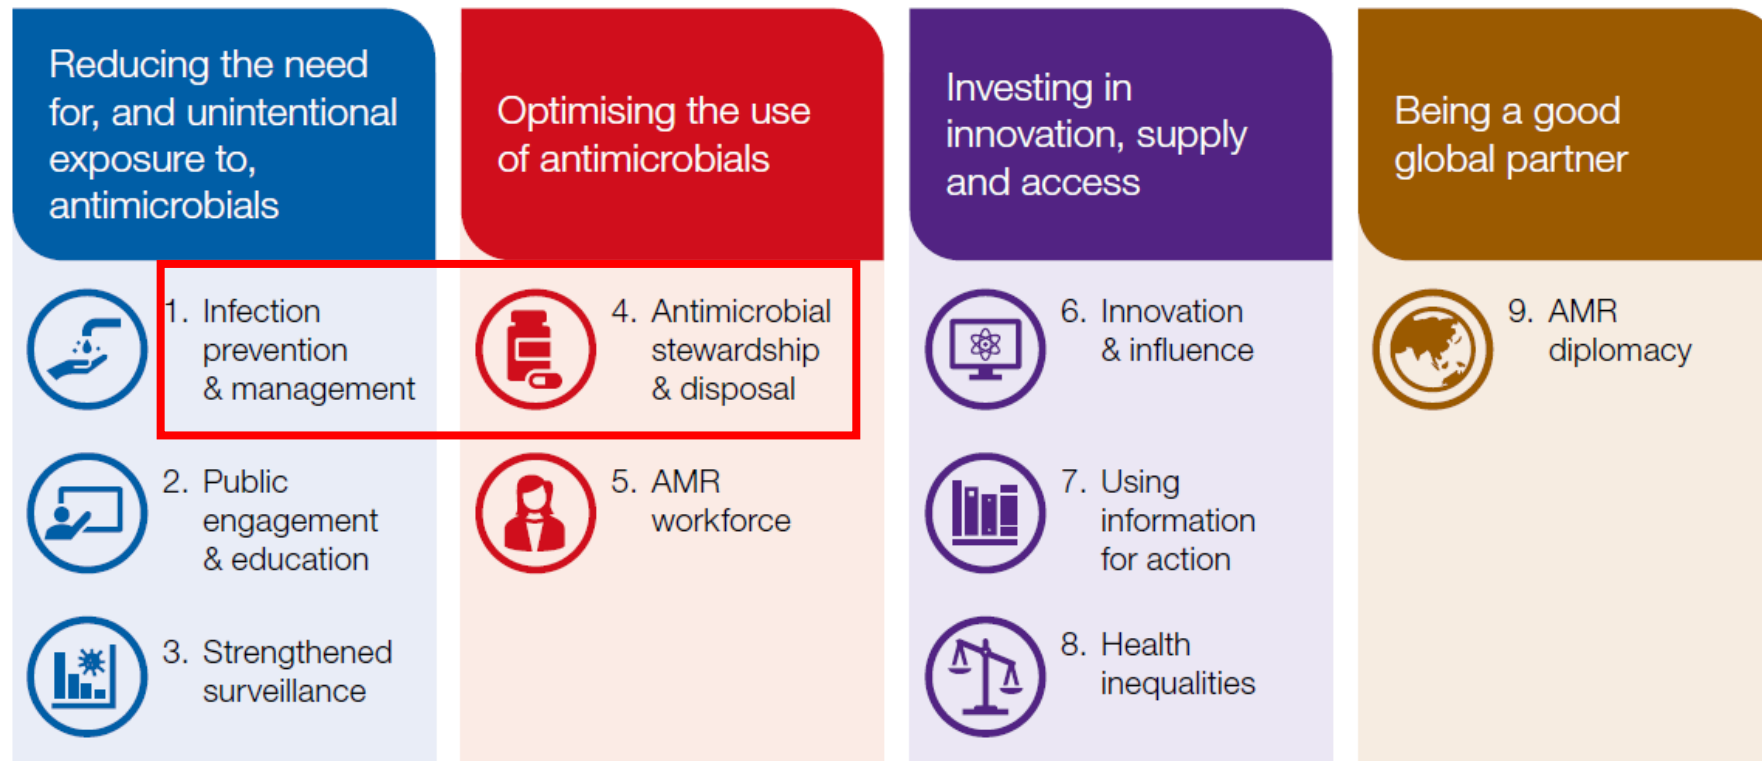 Reducing the need
for, and unintentional
exposure to,
antimicrobials
1. Infection
prevention
& management
2. Public
engagement
& education
3. Strengthened
surveillance
Optimising the use
of antimicrobials
4. Antimicrobial
stewardship
& disposal
5. AMR
workforce
Investing in
innovation, supply
and access
6. Innovation
& influence
7. Using
information
for action
8. Health
inequalities
Being a good
global partner
9. AMR
diplomacy